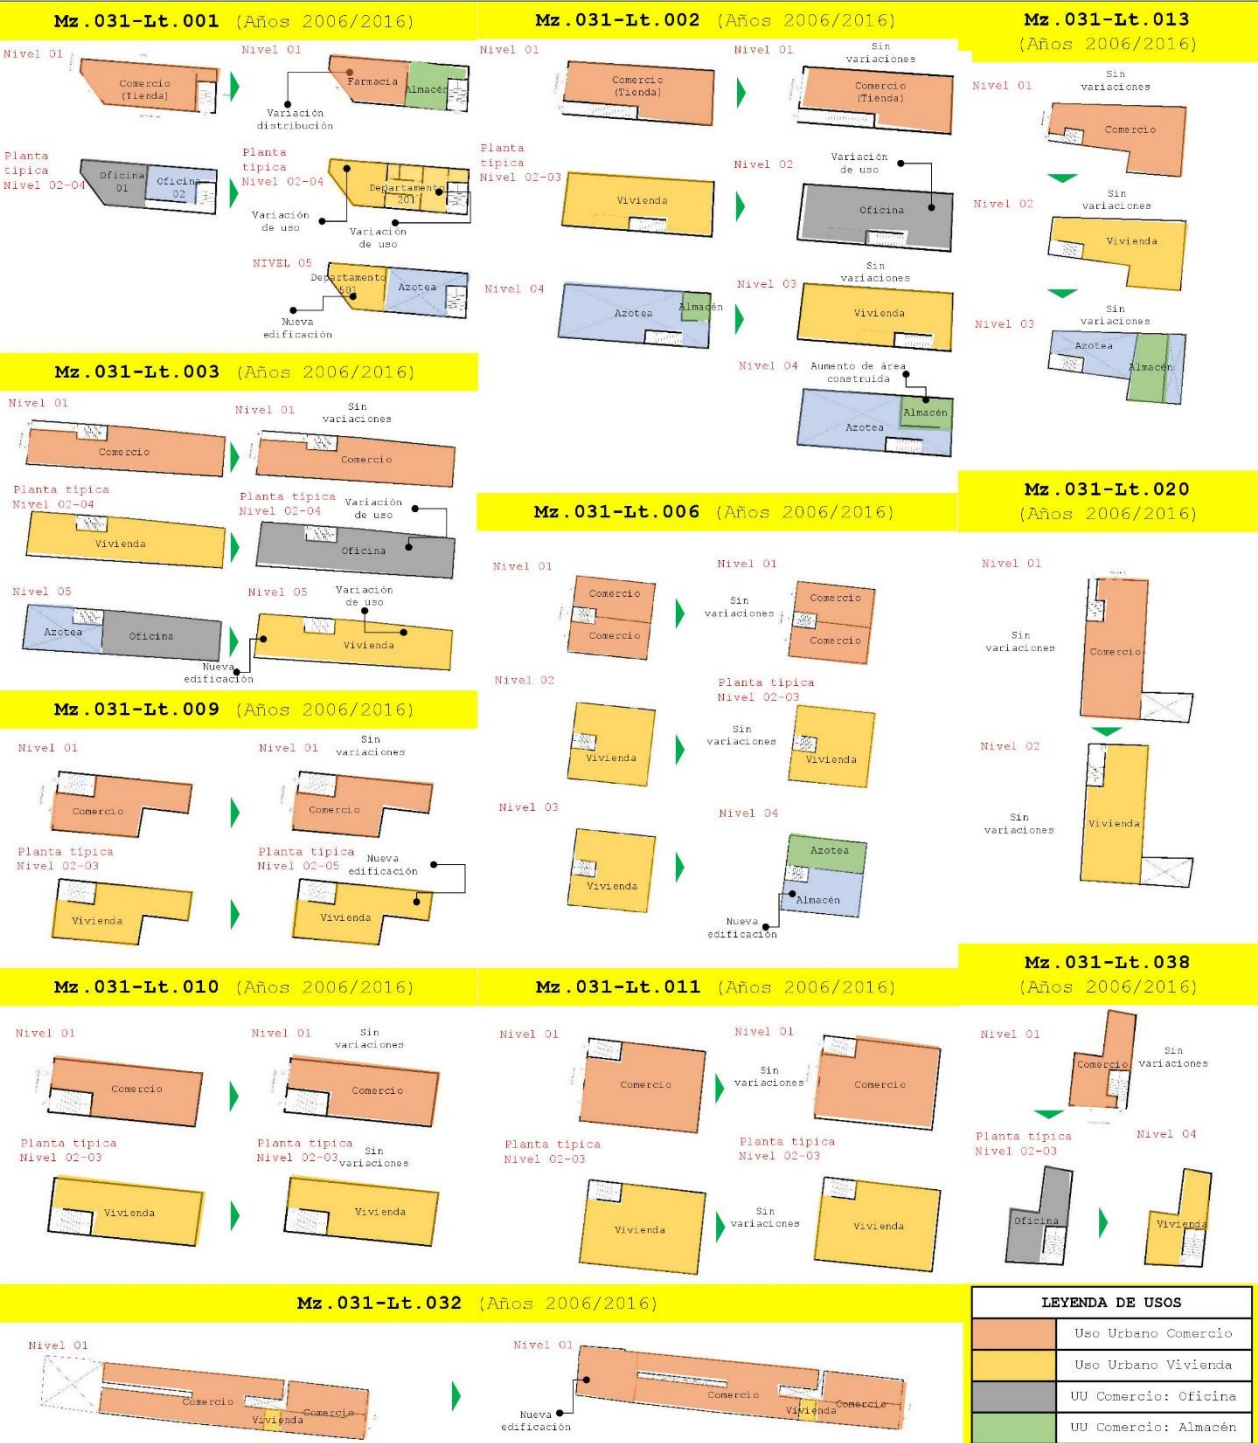 Mz.031-Lt.001 (Años 2006/2016)
Nivel 01
Comercio
(Tienda)
Nivel 01
Farmacia
Almacén
Variación
distribución
Planta
típica
Nivel 02-04
Oficina
01
Oficina
02
Planta
típica
Nivel 02-04
Departamento
201
Variación
de uso
Variación
de uso
NIVEL 05
Departamento
501
Azotea
Nueva
edificación
Mz.031-Lt.002 (Años 2006/2016)
Nivel 01
Comercio
(Tienda)
Nivel 01
Sin
variaciones
Comercio
(Tienda)
Planta
típica
Nivel 02-03
Vivienda
Nivel 02
Variación
de uso
Oficina
Nivel 04
Azotea
Almacén
Nivel 03
Sin
variaciones
Vivienda
Nivel 04
Aumento de área
construida
Almacén
Azotea
Mz.031-Lt.013
(Años 2006/2016)
Sin
variaciones
Nivel 01
Comercio
Sin
variaciones
Nivel 02
Vivienda
Sin
variaciones
Nivel 03
Azotea
Almacén
Mz.031-Lt.003 (Años 2006/2016)
Nivel 01
Comercio
Nivel 01
Sin
variaciones
Comercio
Planta típica
Nivel 02-04
Vivienda
Planta típica
Nivel 02-04
Variación
de uso
Oficina
Nivel 05
Azotea
Oficina
Nivel 05
Variación
de uso
Vivienda
Nueva
edificación
Mz.031-Lt.006 (Años 2006/2016)
Nivel 01
Comercio
Comercio
Nivel 01
Sin
variaciones
Comercio
Comercio
Nivel 02
Vivienda
Planta típica
Nivel 02-03
Sin
variaciones
Vivienda
Nivel 03
Vivienda
Nivel 04
Azotea
Almacén
Nueva
edificación
Mz.031-Lt.020
(Años 2006/2016)
Nivel 01
Sin
variaciones
Comercio
Nivel 02
Sin
variaciones
Vivienda
Mz.031-Lt.009 (Años 2006/2016)
Nivel 01
Comercio
Nivel 01
Sin
variaciones
Comercio
Planta típica
Nivel 02-03
Vivienda
Planta típica
Nivel 02-05
Nueva
edificación
Vivienda
Mz.031-Lt.010 (Años 2006/2016)
Nivel 01
Comercio
Nivel 01
Sin
variaciones
Comercio
Planta típica
Nivel 02-03
Vivienda
Planta típica
Nivel 02-03
Sin
variaciones
Vivienda
Mz.031-Lt.011 (Años 2006/2016)
Nivel 01
Comercio
Nivel 01
Sin
variaciones
Comercio
Planta típica
Nivel 02-03
Vivienda
Planta típica
Nivel 02-03
Sin
variaciones
Vivienda
Mz.031-Lt.038
(Años 2006/2016)
Nivel 01
Comercio
Sin
variaciones
Planta típica
Nivel 02-03
Oficina
Nivel 04
Vivienda
Mz.031-Lt.032 (Años 2006/2016)
Nivel 01
Comercio
Vivienda
Comercio
Nivel 01
Comercio
Vivienda
Comercio
Nueva
edificación
LEYENDA DE USOS
Uso Urbano Comercio
Uso Urbano Vivienda
UU Comercio: Oficina
UU Comercio: Almacén